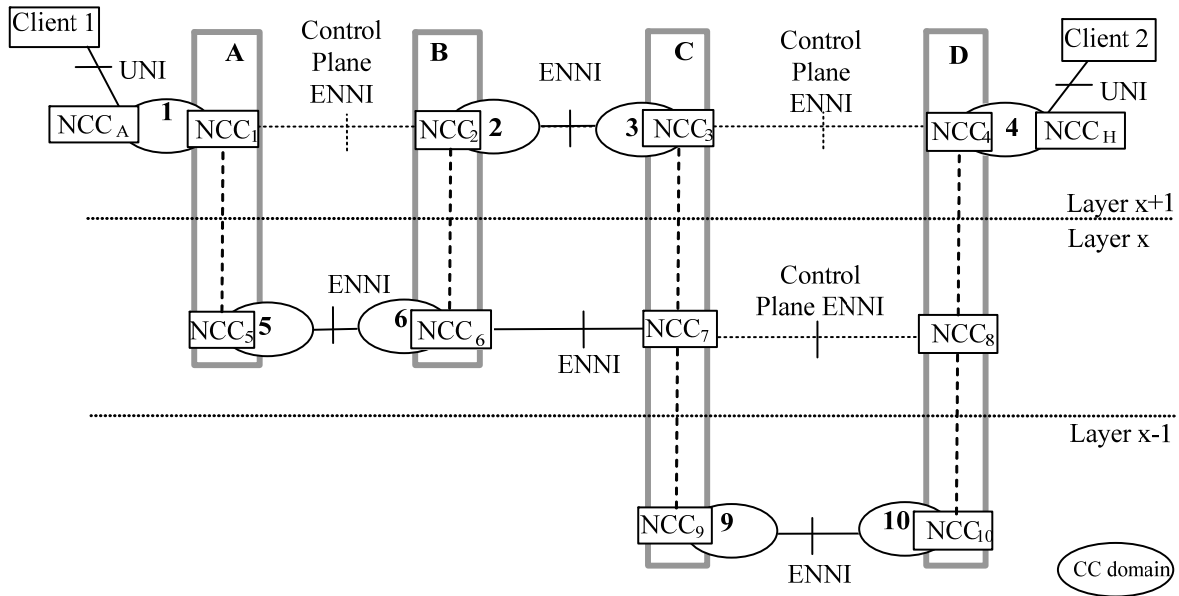 Client 1
UNI
NCC A
1
A
NCC1
Control
Plane
ENNI
B
NCC2
2
ENNI
3
C
NCC3
Control
Plane
ENNI
D
NCC4
4
Client 2
UNI
NCC H
Layer x+1
Layer x
NCC5
5
ENNI
6
NCC6
ENNI
NCC7
Control
Plane ENNI
NCC8
Layer x-1
NCC9
9
ENNI
10
NCC10
CC domain